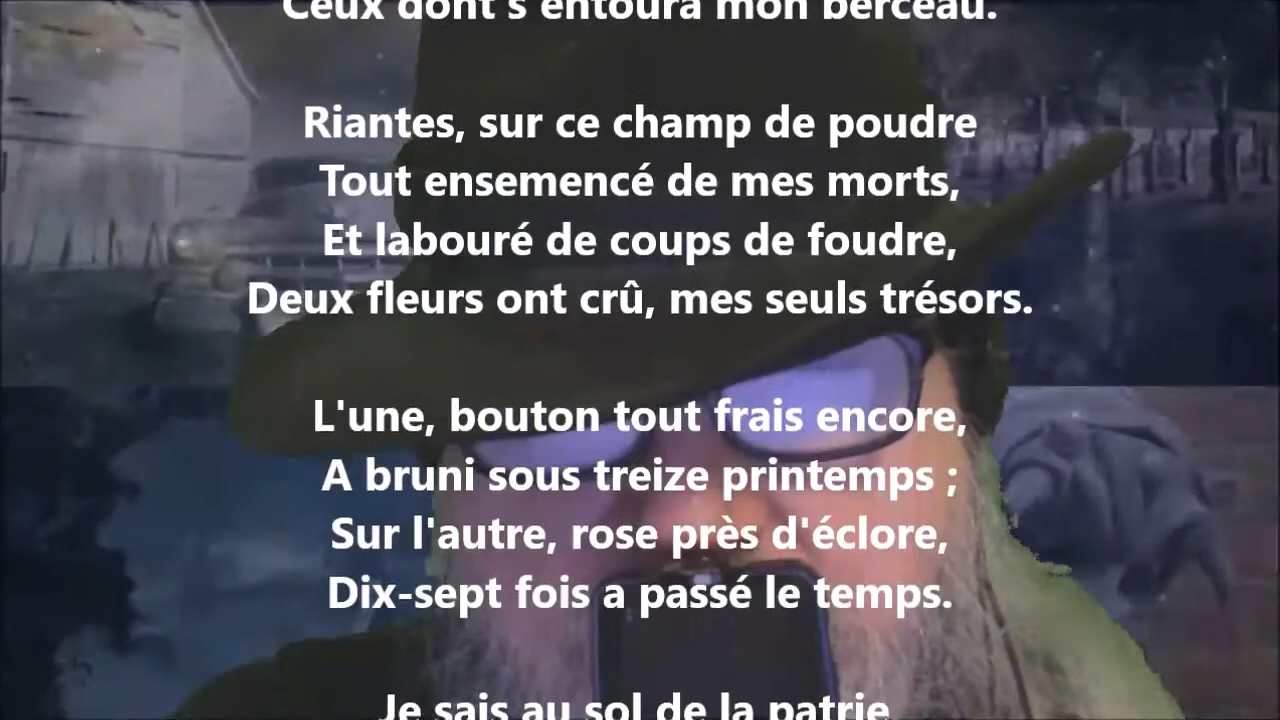 Ceux dont s'entoura mon berceau.
Riantes, sur ce champ de poudre
Tout ensemencé de mes morts,
Et labouré de coups de foudre,
Deux fleurs ont crû, mes seuls trésors.
L'une, bouton tout frais encore,
A bruni sous treize printemps ;
Sur l'autre, rose près d'éclore,
Dix-sept fois a passé le temps.
Je sais au sol de la patrie